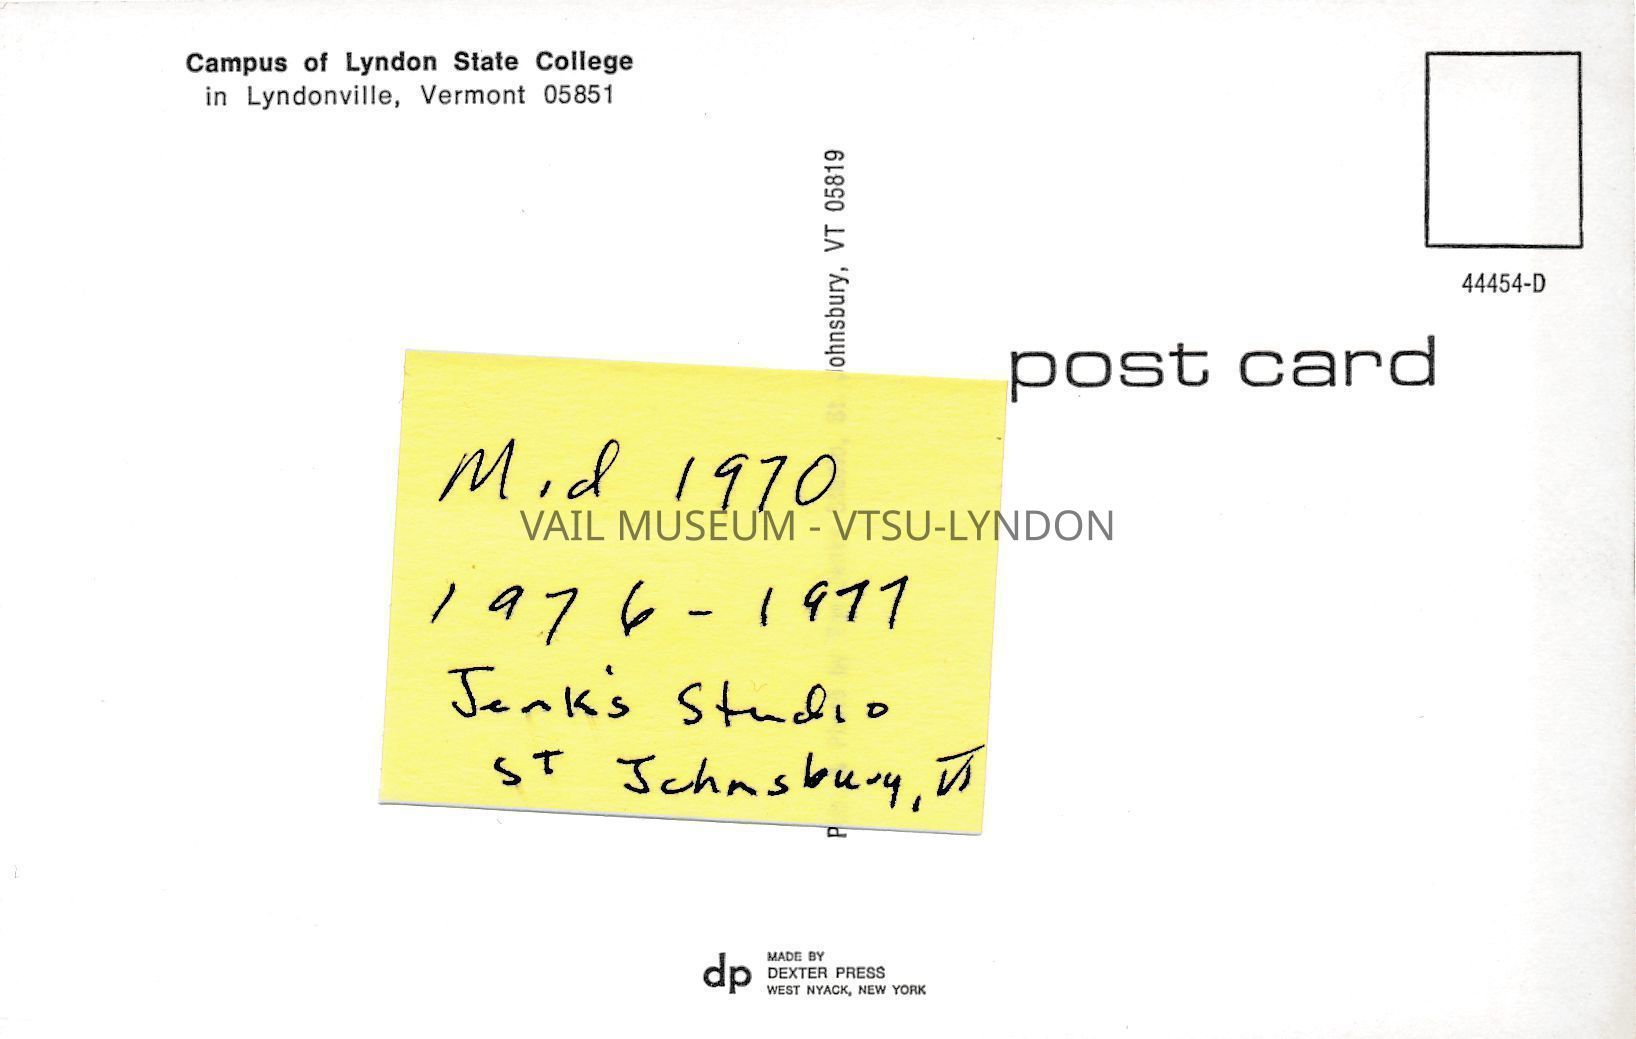 Campus of Lyndon State College
in Lyndonville, Vermont 05851
ohnsbury, VT 05819
44454-D
post card
Mid 1970
VAIL MUSEUM - VTSU-LYNDON
1976-1977
Jenk's Studio
ST Johnsbury, VT
dp
MADE BY
DEXTER PRESS
WEST NYACK, NEW YORK